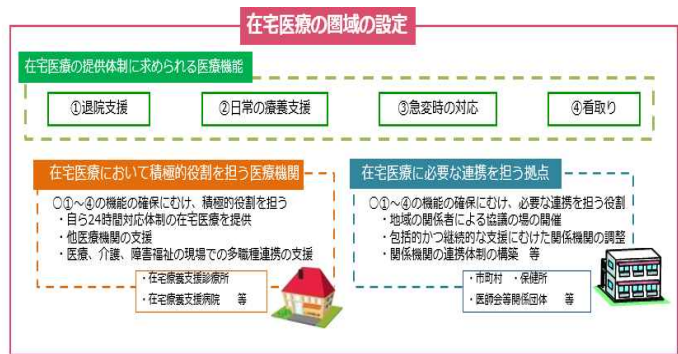 在宅医療の圏域の設定
在宅医療の提供体制に求められる医療機能
①退院支援
②日常の療養支援
③急変時の対応
④看取り
在宅医療において積極的役割を担う医療機関
○①～④の機能の確保にむけ、積極的役割を担う
・自ら24時間対応体制の在宅医療を提供
・他医療機関の支援
・医療、介護、障害福祉の現場での多職種連携の支援
・在宅療養支援診療所
・在宅療養支援病院 等
在宅医療に必要な連携を担う拠点
○①～④の機能の確保にむけ、必要な連携を担う役割
・地域の関係者による協議の場の開催
・包括的かつ継続的な支援にむけた関係機関の調整
・関係機関の連携体制の構築 等
・市町村 ・保健所
・医師会等関係団体 等